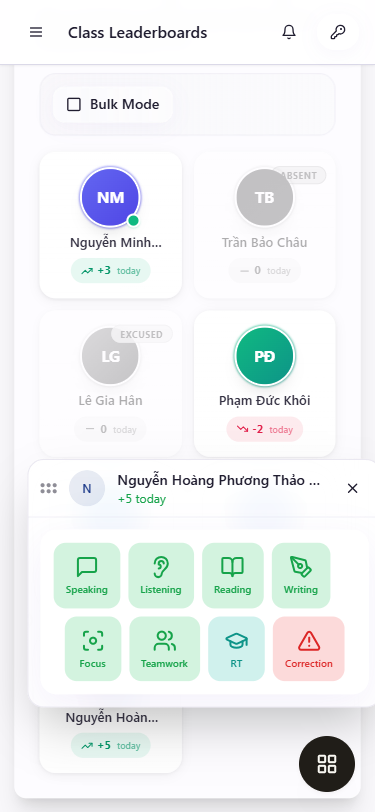 Class Leaderboards
Bulk Mode
NM
Nguyễn Minh...
+3 today
ABSENT
TB
Trần Bảo Châu
0 today
EXCUSED
LG
Lê Gia Hân
0 today
PĐ
Phạm Đức Khôi
-2 today
N
Nguyễn Hoàng Phương Thảo ...
+5 today
Speaking
Listening
Reading
Writing
Focus
Teamwork
RT
Correction
Nguyễn Hoàn...
+5 today